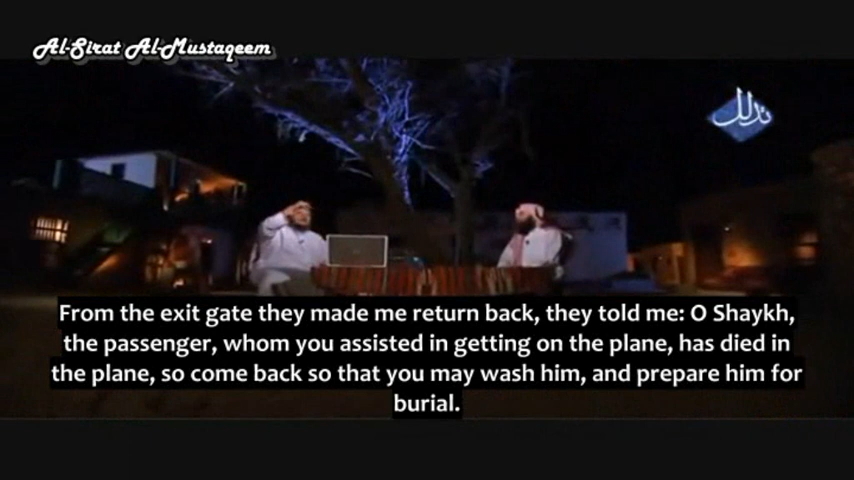 Al-Sirat Al-Mustaqeem
تدلل
From the exit gate they made me return back, they told me: O Shaykh,
the passenger, whom you assisted in getting on the plane, has died in
the plane, so come back so that you may wash him, and prepare him for
burial.